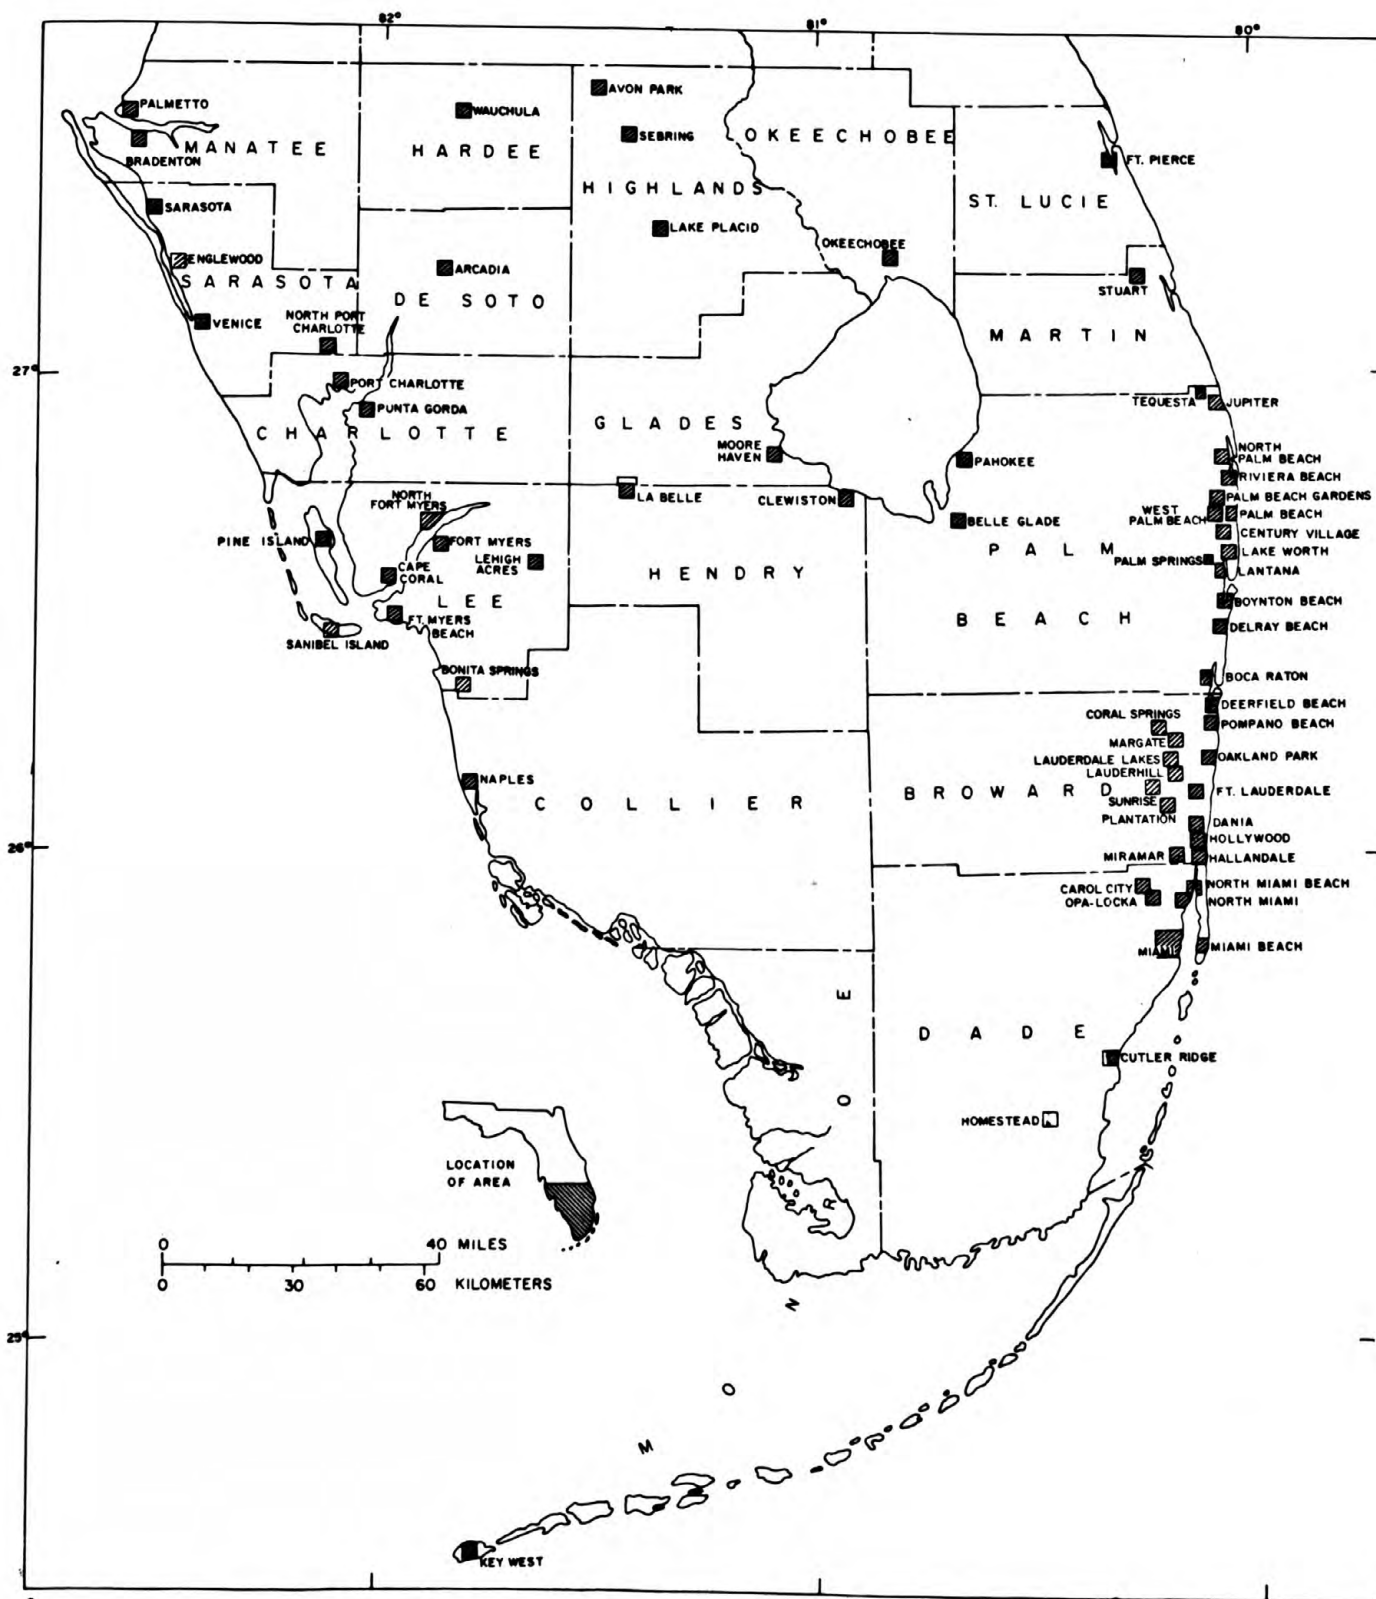 82°
81°
80°
PALMETTO
BRADENTON
MANATEE
WAUCHULA
HARDEE
AVON PARK
SEBRING
HIGHLANDS
LAKE PLACID
OKEECHOBEE
OKEECHOBEE
FT. PIERCE
ST. LUCIE
SARASOTA
ENGLEWOOD
SARASOTA
VENICE
NORTH PORT
CHARLOTTE
ARCADIA
DE SOTO
STUART
MARTIN
27°
PORT CHARLOTTE
PUNTA GORDA
CHARLOTTE
GLADES
MOORE
HAVEN
PAHOKEE
TEQUESTA
JUPITER
NORTH
PALM BEACH
RIVIERA BEACH
PALM BEACH GARDENS
WEST
PALM BEACH
PALM BEACH
CENTURY VILLAGE
LAKE WORTH
PALM SPRINGS
LANTANA
BOYNTON BEACH
DELRAY BEACH
BOCA RATON
LA BELLE
CLEWISTON
BELLE GLADE
PALM
BEACH
HENDRY
NORTH
FORT MYERS
PINE ISLAND
FORT MYERS
LEHIGH
ACRES
CAPE
CORAL
LEE
FT. MYERS
BEACH
SANIBEL ISLAND
BONITA SPRINGS
DEERFIELD BEACH
CORAL SPRINGS
POMPANO BEACH
MARGATE
LAUDERDALE LAKES
OAKLAND PARK
LAUDERHILL
BROWARD
FT. LAUDERDALE
SUNRISE
PLANTATION
DANIA
HOLLYWOOD
MIRAMAR
HALLANDALE
NAPLES
COLLIER
26°
CAROL CITY
NORTH MIAMI BEACH
OPA-LOCKA
NORTH MIAMI
MIAMI
MIAMI BEACH
DADE
CUTLER RIDGE
HOMESTEAD
MONROE
LOCATION
OF AREA
0 40 MILES
0 30 60 KILOMETERS
25°
KEY WEST